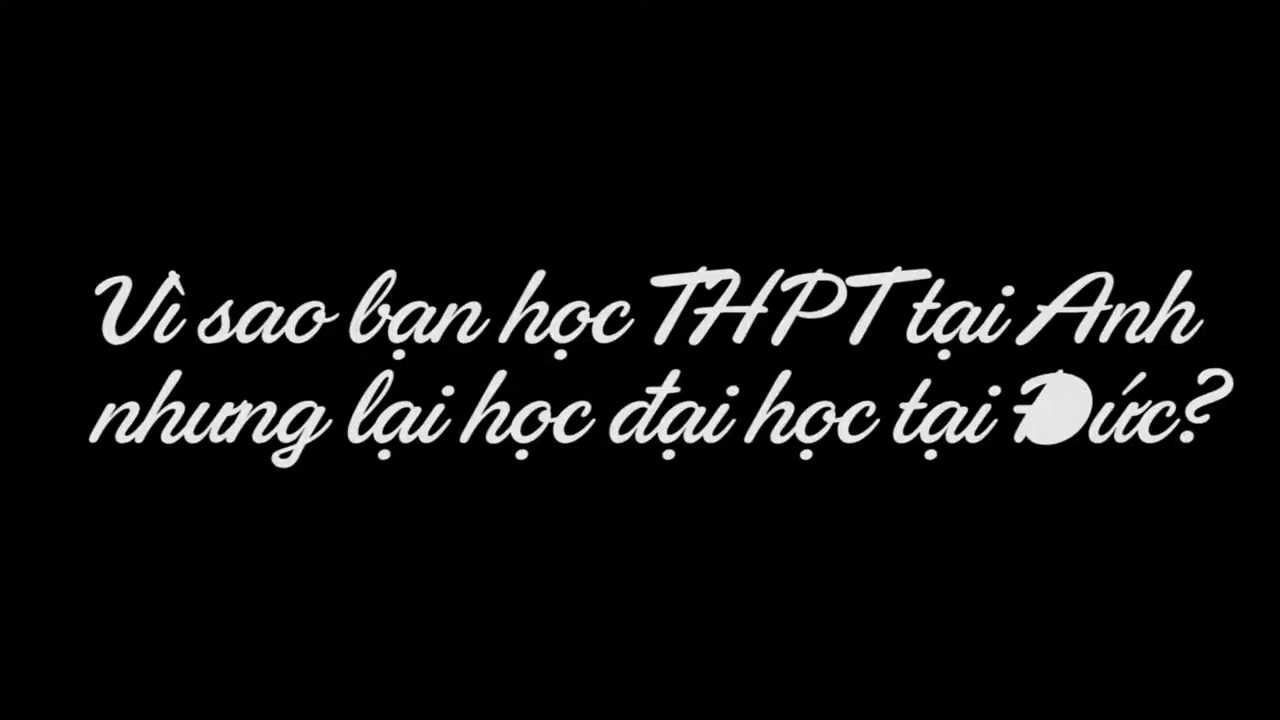 Vì sao bạn học THPT tại Anh
nhưng lại học đại học tại Đức?